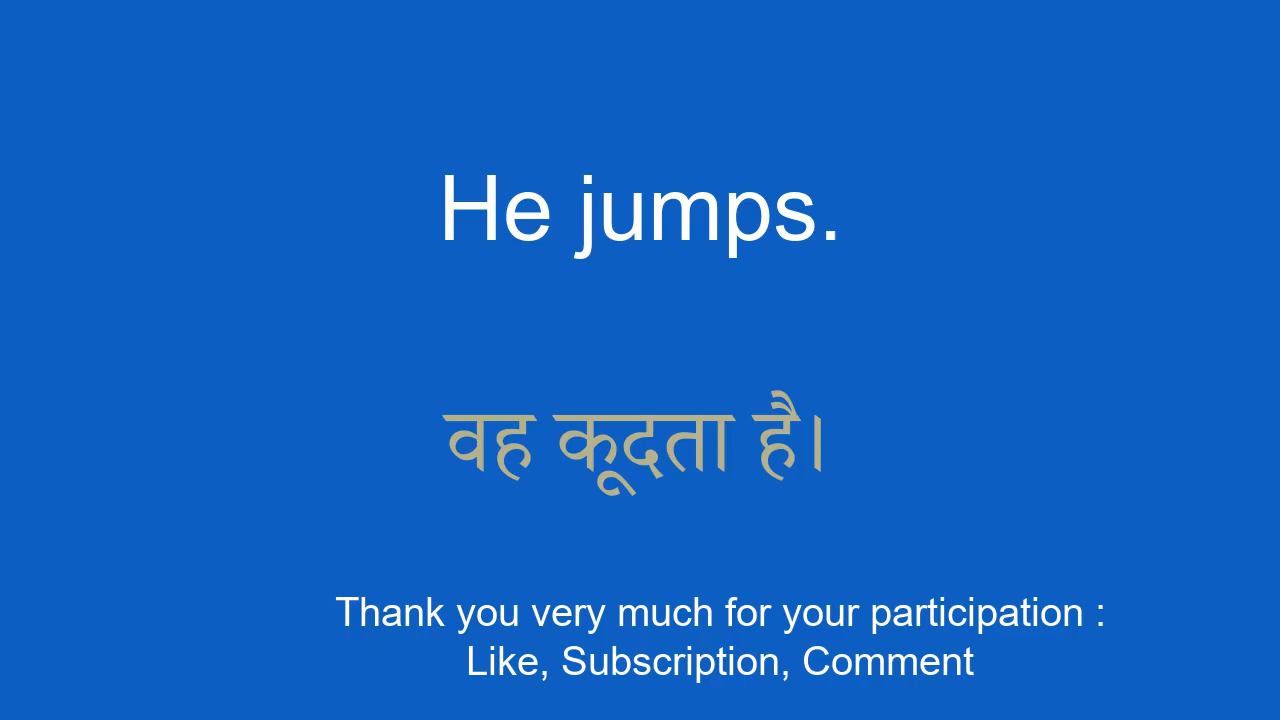 He jumps.
वह कूदता है।
Thank you very much for your participation :
Like, Subscription, Comment